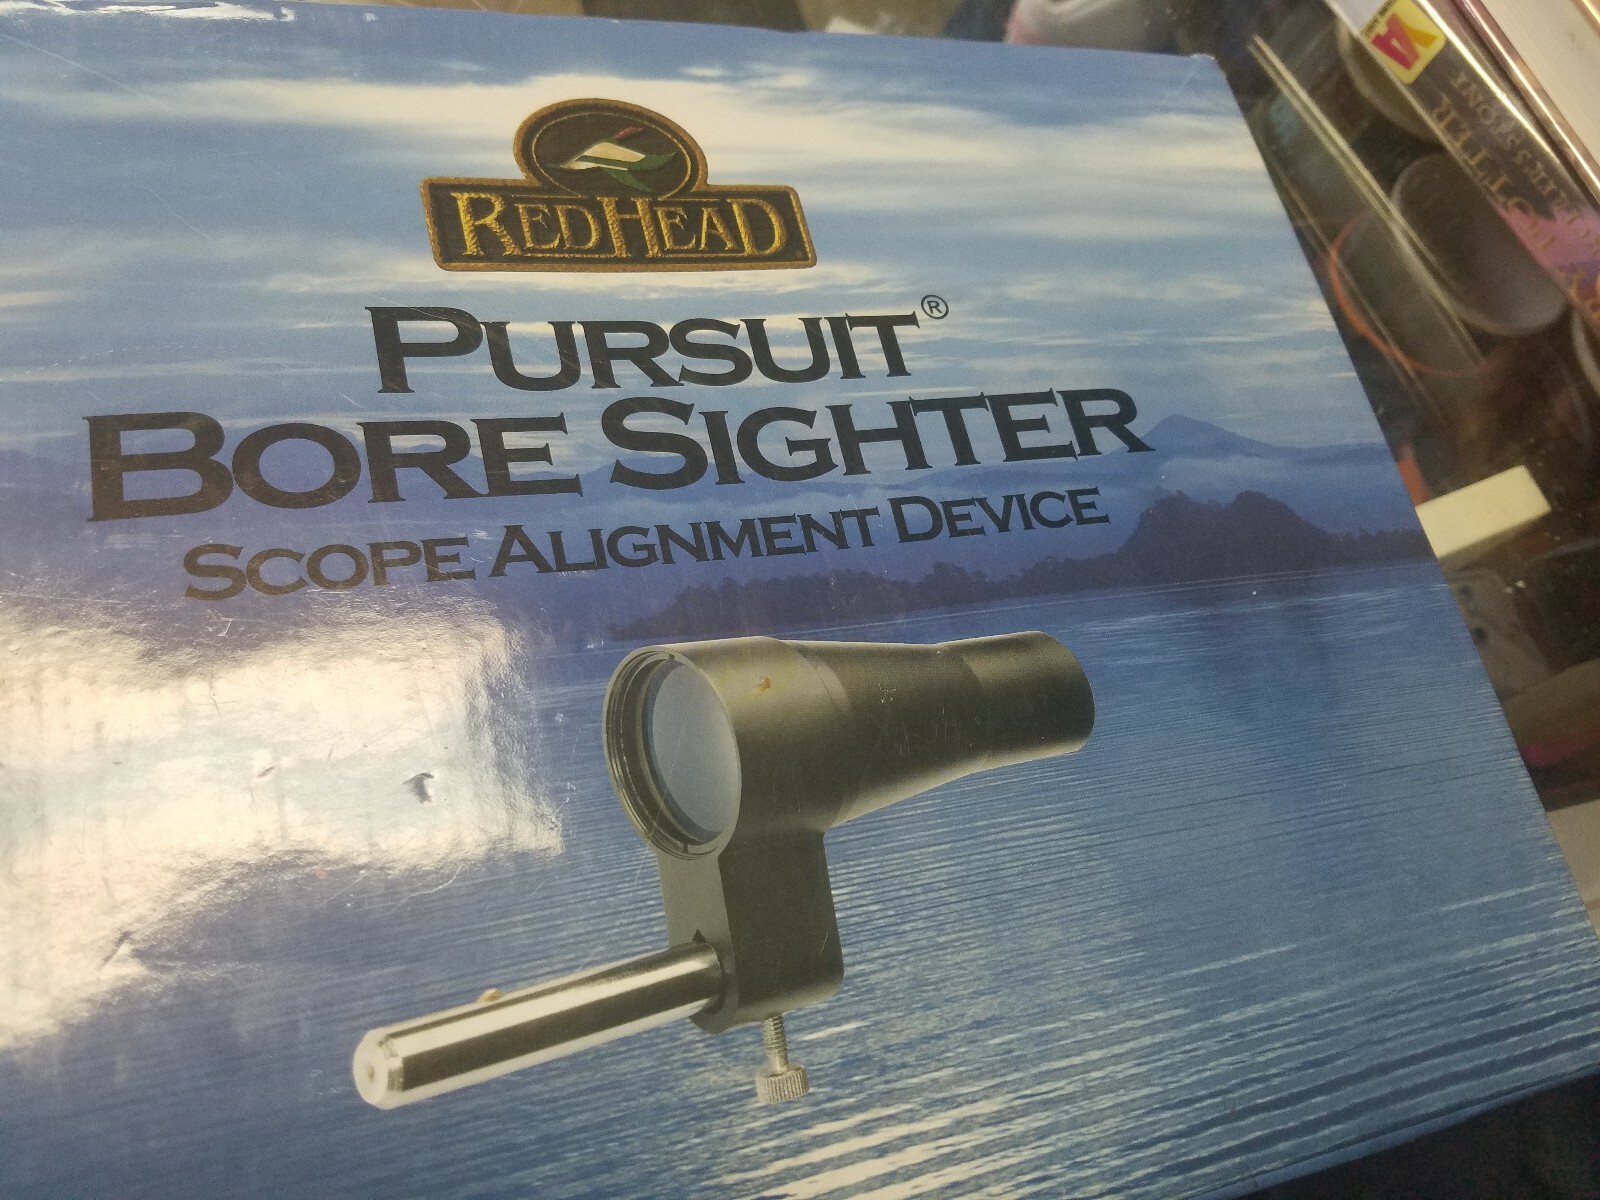 REDHEAD
PURSUIT®
BORE SIGHTER
SCOPE ALIGNMENT DEVICE